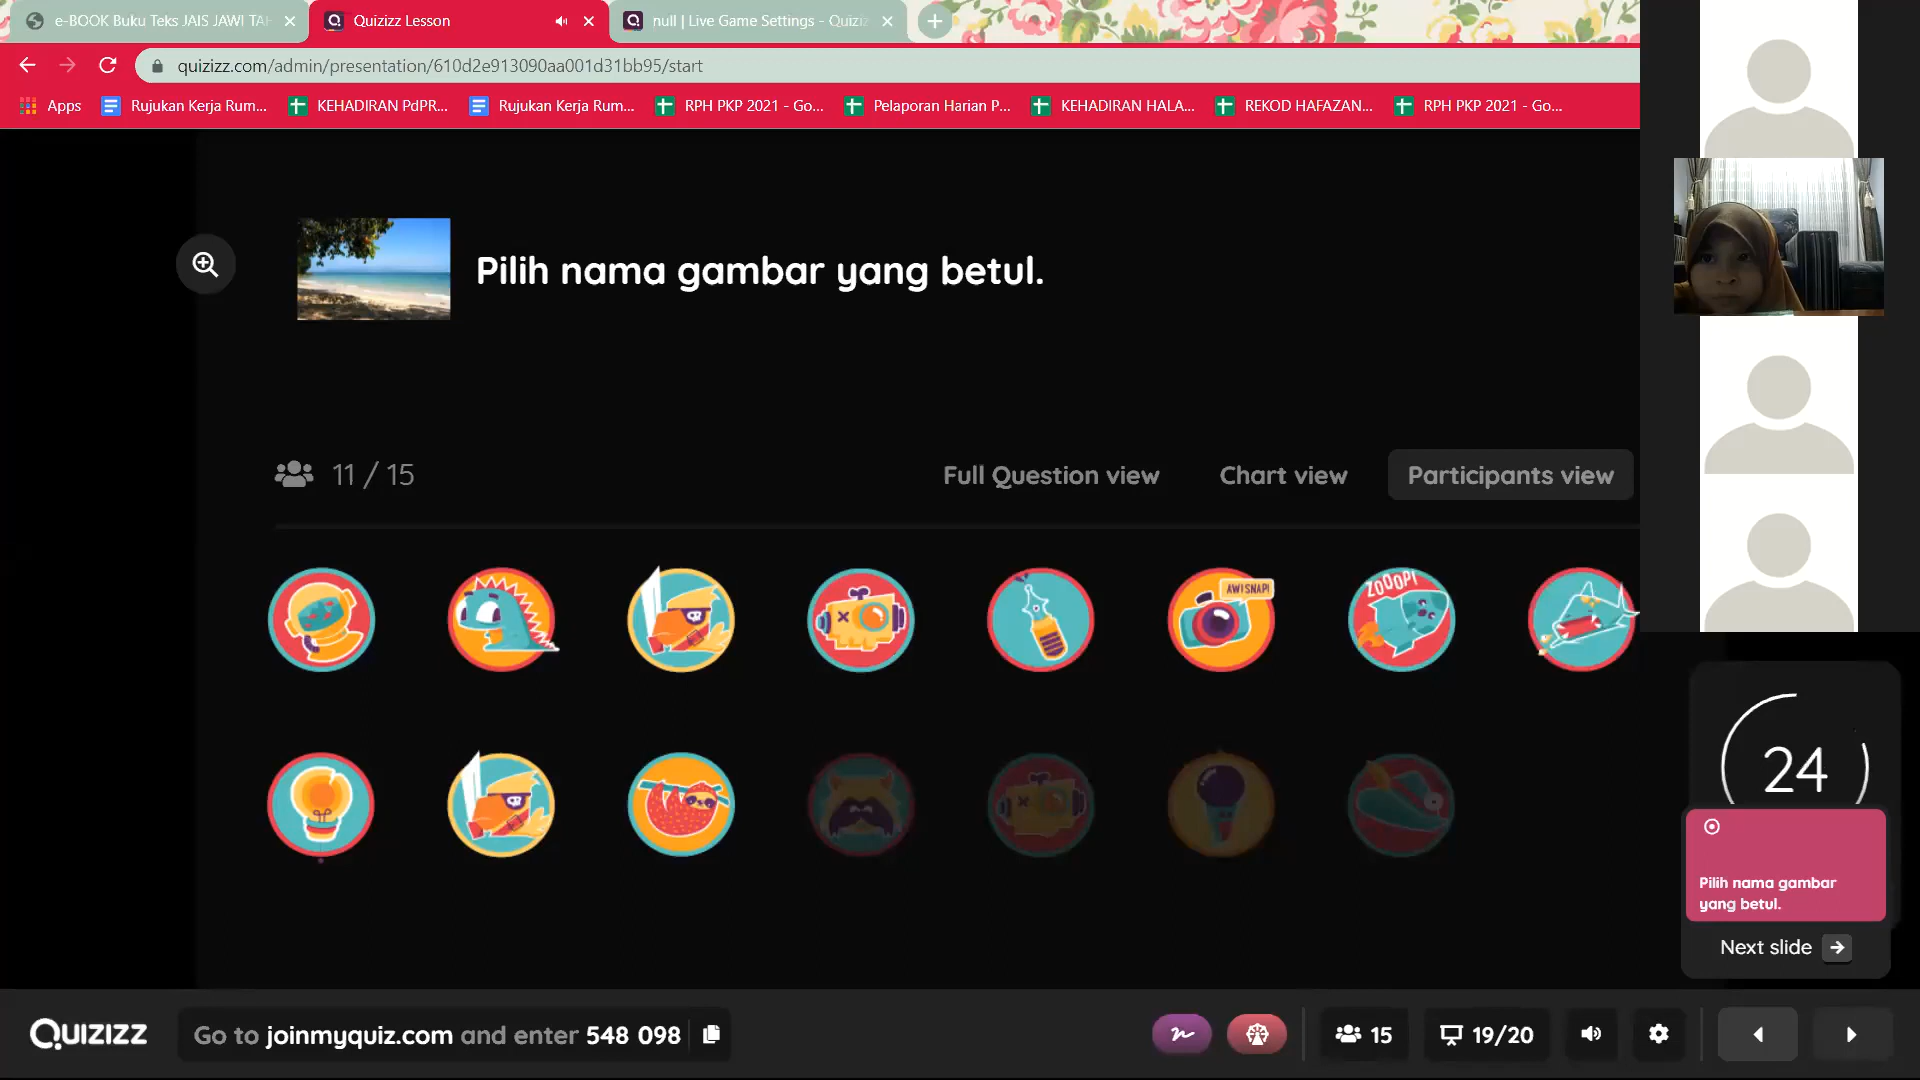 e-BOOK Buku Teks JAIS JAWI TAH
Quizizz Lesson
null | Live Game Settings - Quiziz
quizizz.com/admin/presentation/610d2e913090aa001d31bb95/start
Apps
Rujukan Kerja Rum...
KEHADIRAN PdPR...
Rujukan Kerja Rum...
RPH PKP 2021 - Go...
Pelaporan Harian P...
KEHADIRAN HALA...
REKOD HAFAZAN...
RPH PKP 2021 - Go...
Pilih nama gambar yang betul.
11 / 15
Full Question view
Chart view
Participants view
AW! SNAP!
ZOOOP!
24
Pilih nama gambar
yang betul.
Next slide
QUIZIZZ
Go to joinmyquiz.com and enter 548 098
15
19/20